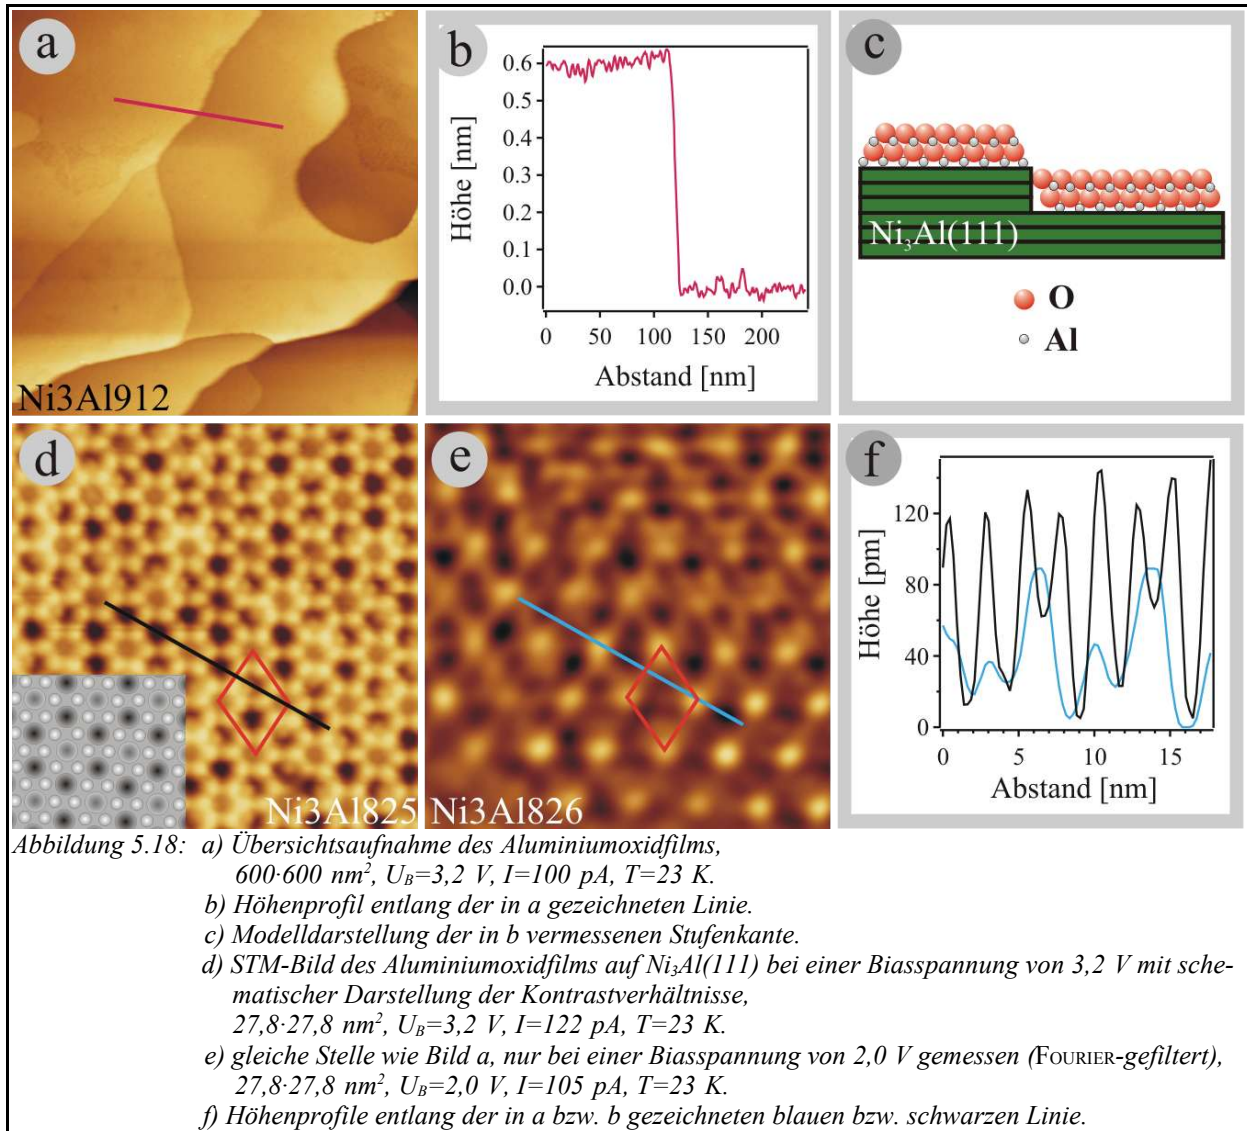 a
Ni3Al912
b
Höhe [nm]
0.6
0.5
0.4
0.3
0.2
0.1
0.0
0 50 100 150 200
Abstand [nm]
c
Ni₃Al(111)
O
Al
d
Ni3Al825
e
Ni3Al826
f
Höhe [pm]
120
80
40
0
0 5 10 15
Abstand [nm]
Abbildung 5.18: a) Übersichtsaufnahme des Aluminiumoxidfilms,
600·600 nm², U_B=3,2 V, I=100 pA, T=23 K.
b) Höhenprofil entlang der in a gezeichneten Linie.
c) Modelldarstellung der in b vermessenen Stufenkante.
d) STM-Bild des Aluminiumoxidfilms auf Ni₃Al(111) bei einer Biasspannung von 3,2 V mit sche-
matischer Darstellung der Kontrastverhältnisse,
27,8·27,8 nm², U_B=3,2 V, I=122 pA, T=23 K.
e) gleiche Stelle wie Bild a, nur bei einer Biasspannung von 2,0 V gemessen (FOURIER-gefiltert),
27,8·27,8 nm², U_B=2,0 V, I=105 pA, T=23 K.
f) Höhenprofile entlang der in a bzw. b gezeichneten blauen bzw. schwarzen Linie.